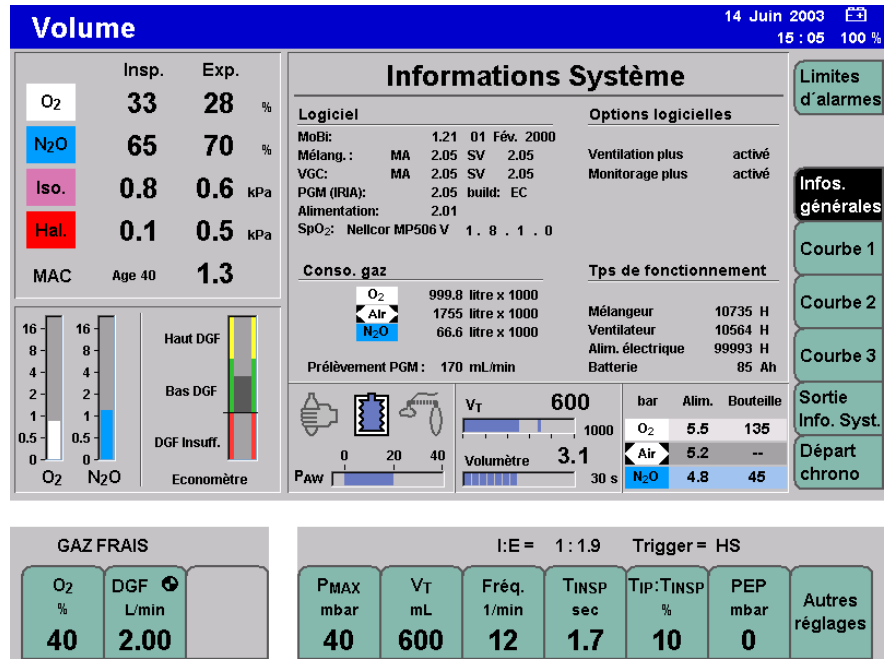 Volume
14 Juin 2003
15 : 05 100 %
Insp. Exp.
O2 33 28 %
N2O 65 70 %
Iso. 0.8 0.6 kPa
Hal. 0.1 0.5 kPa
MAC Age 40 1.3
Informations Système
Logiciel
MoBi: 1.21 01 Fév. 2000
Mélang. : MA 2.05 SV 2.05
VGC: MA 2.05 SV 2.05
PGM (IRIA): 2.05 build: EC
Alimentation: 2.01
SpO2: Nellcor MP506 V 1 . 8 . 1 . 0
Options logicielles
Ventilation plus activé
Monitorage plus activé
Conso. gaz
O2 999.8 litre x 1000
Air 1755 litre x 1000
N2O 66.6 litre x 1000
Prélèvement PGM : 170 mL/min
Tps de fonctionnement
Mélangeur 10735 H
Ventilateur 10564 H
Alim. électrique 99993 H
Batterie 85 Ah
Limites d´alarmes
Infos. générales
Courbe 1
Courbe 2
Courbe 3
Sortie Info. Syst.
Départ chrono
16 16
8 8
4 4
2 2
1 1
0.5 0.5
0 0
O2 N2O
Haut DGF
Bas DGF
DGF Insuff.
Economètre
0 20 40
PAW
VT 600
1000
Volumètre 3.1
30 s
bar Alim. Bouteille
O2 5.5 135
Air 5.2 --
N2O 4.8 45
GAZ FRAIS
O2 % 40
DGF L/min 2.00
I:E = 1 : 1.9 Trigger = HS
PMAX mbar 40
VT mL 600
Fréq. 1/min 12
TINSP sec 1.7
TIP:TINSP % 10
PEP mbar 0
Autres réglages